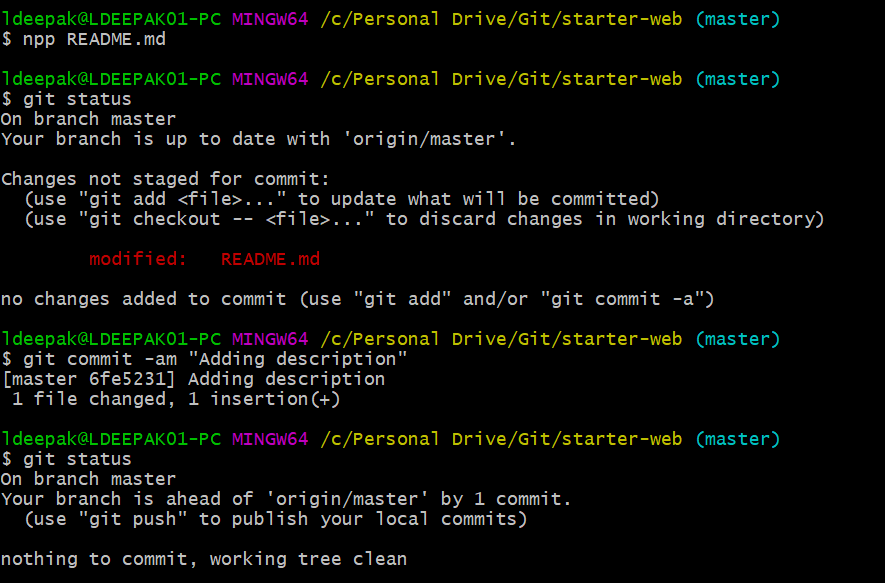 ldeepak@LDEEPAK01-PC MINGW64 /c/Personal Drive/Git/starter-web (master)
$ npp README.md
ldeepak@LDEEPAK01-PC MINGW64 /c/Personal Drive/Git/starter-web (master)
$ git status
On branch master
Your branch is up to date with 'origin/master'.
Changes not staged for commit:
  (use "git add <file>..." to update what will be committed)
  (use "git checkout -- <file>..." to discard changes in working directory)
        modified:   README.md
no changes added to commit (use "git add" and/or "git commit -a")
ldeepak@LDEEPAK01-PC MINGW64 /c/Personal Drive/Git/starter-web (master)
$ git commit -am "Adding description"
[master 6fe5231] Adding description
 1 file changed, 1 insertion(+)
ldeepak@LDEEPAK01-PC MINGW64 /c/Personal Drive/Git/starter-web (master)
$ git status
On branch master
Your branch is ahead of 'origin/master' by 1 commit.
  (use "git push" to publish your local commits)
nothing to commit, working tree clean